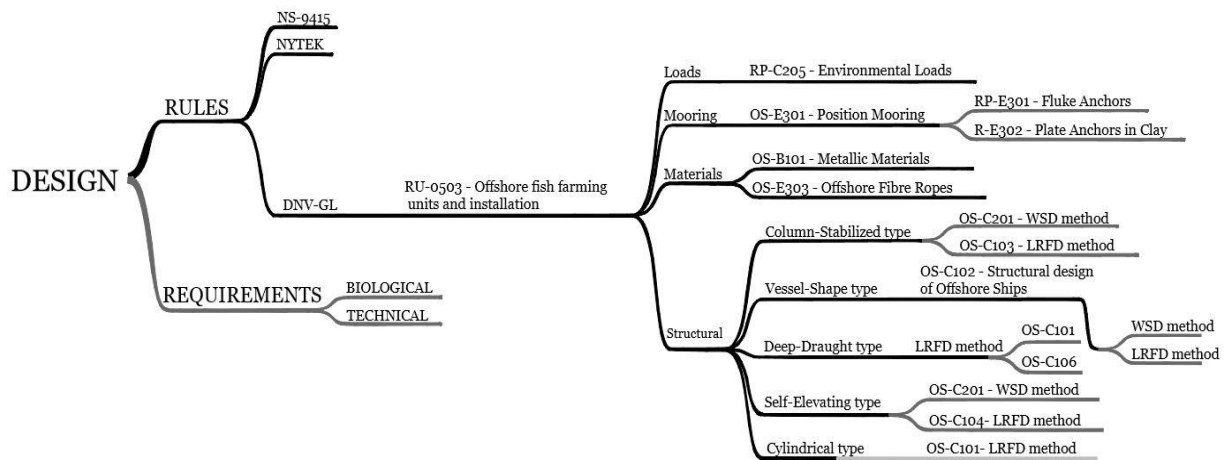 DESIGN
RULES
NS-9415
NYTEK
DNV-GL
RU-0503 - Offshore fish farming
units and installation
Loads
RP-C205 - Environmental Loads
Mooring
OS-E301 - Position Mooring
RP-E301 - Fluke Anchors
R-E302 - Plate Anchors in Clay
Materials
OS-B101 - Metallic Materials
OS-E303 - Offshore Fibre Ropes
Structural
Column-Stabilized type
OS-C201 - WSD method
OS-C103 - LRFD method
Vessel-Shape type
OS-C102 - Structural design
of Offshore Ships
WSD method
LRFD method
Deep-Draught type
LRFD method
OS-C101
OS-C106
Self-Elevating type
OS-C201 - WSD method
OS-C104- LRFD method
Cylindrical type
OS-C101- LRFD method
REQUIREMENTS
BIOLOGICAL
TECHNICAL